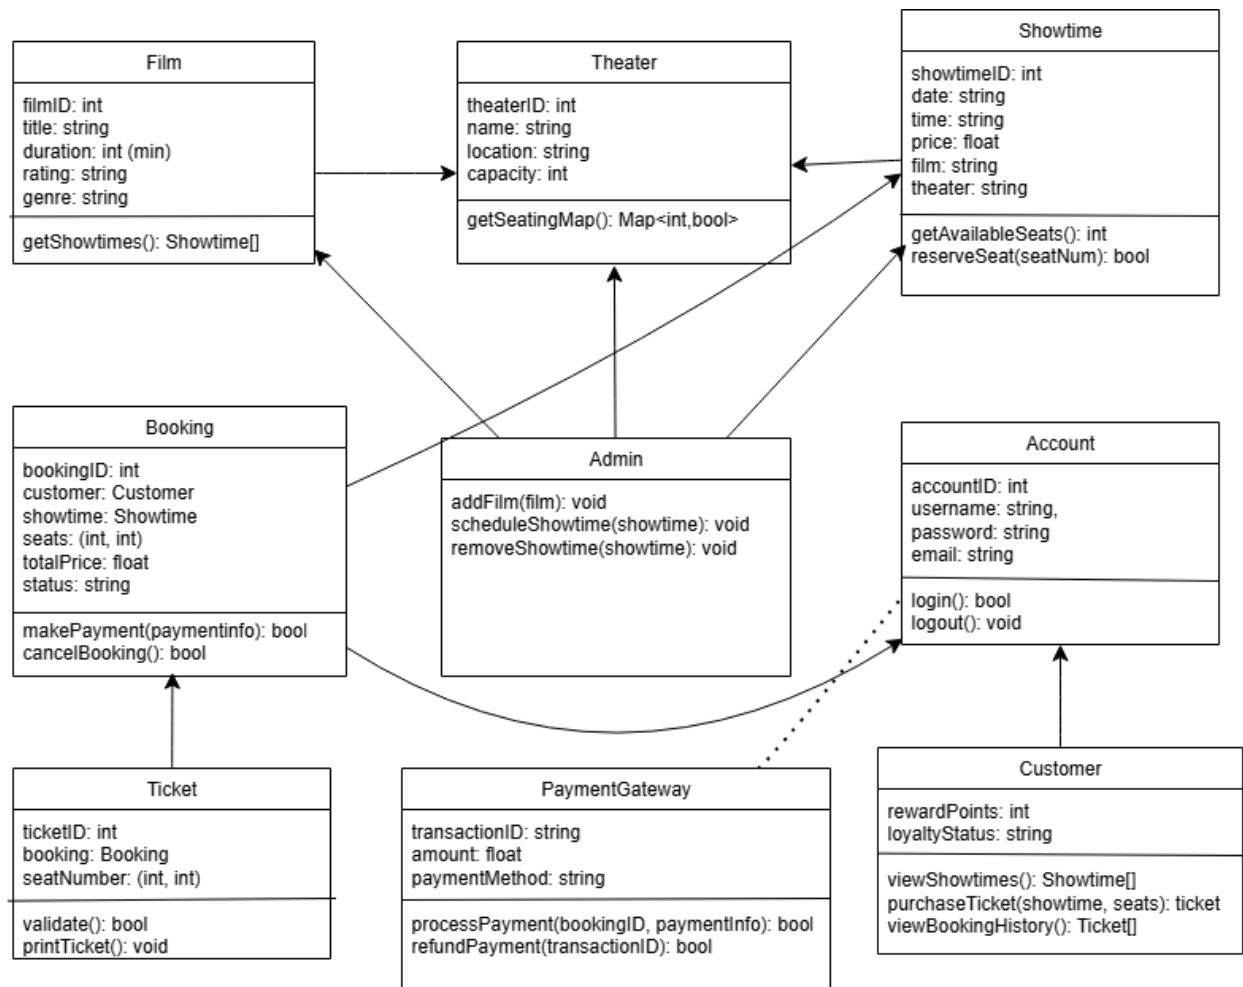 Film
filmID: int
title: string
duration: int (min)
rating: string
genre: string
getShowtimes(): Showtime[]
Theater
theaterID: int
name: string
location: string
capacity: int
getSeatingMap(): Map<int,bool>
Showtime
showtimeID: int
date: string
time: string
price: float
film: string
theater: string
getAvailableSeats(): int
reserveSeat(seatNum): bool
Booking
bookingID: int
customer: Customer
showtime: Showtime
seats: (int, int)
totalPrice: float
status: string
makePayment(paymentinfo): bool
cancelBooking(): bool
Admin
addFilm(film): void
scheduleShowtime(showtime): void
removeShowtime(showtime): void
Account
accountID: int
username: string,
password: string
email: string
login(): bool
logout(): void
Ticket
ticketID: int
booking: Booking
seatNumber: (int, int)
validate(): bool
printTicket(): void
PaymentGateway
transactionID: string
amount: float
paymentMethod: string
processPayment(bookingID, paymentInfo): bool
refundPayment(transactionID): bool
Customer
rewardPoints: int
loyaltyStatus: string
viewShowtimes(): Showtime[]
purchaseTicket(showtime, seats): ticket
viewBookingHistory(): Ticket[]